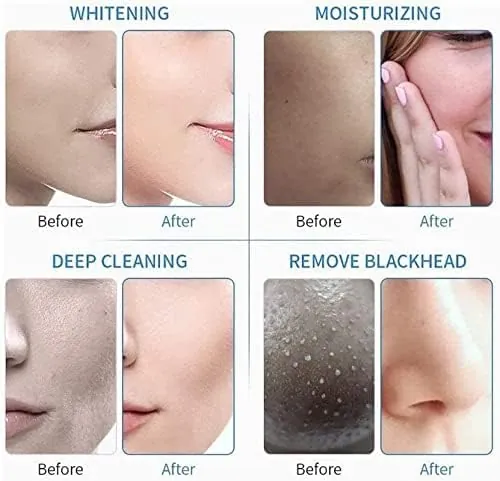 WHITENING
MOISTURIZING
Before
After
Before
After
DEEP CLEANING
REMOVE BLACKHEAD
Before
After
Before
After